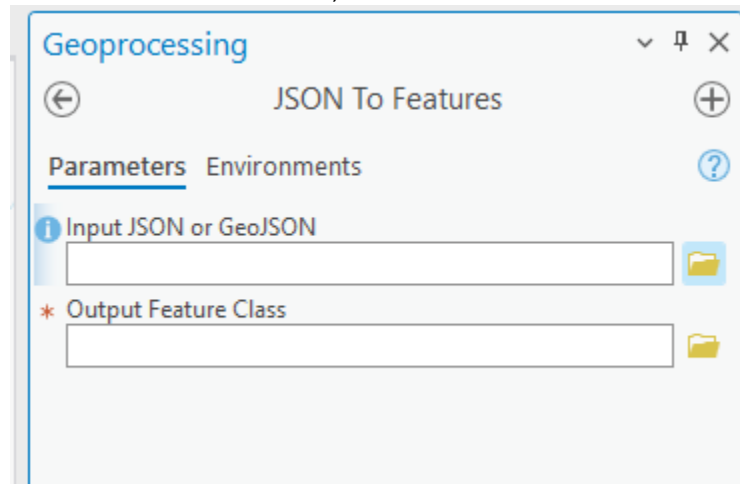 Geoprocessing
JSON To Features
Parameters Environments
Input JSON or GeoJSON
* Output Feature Class